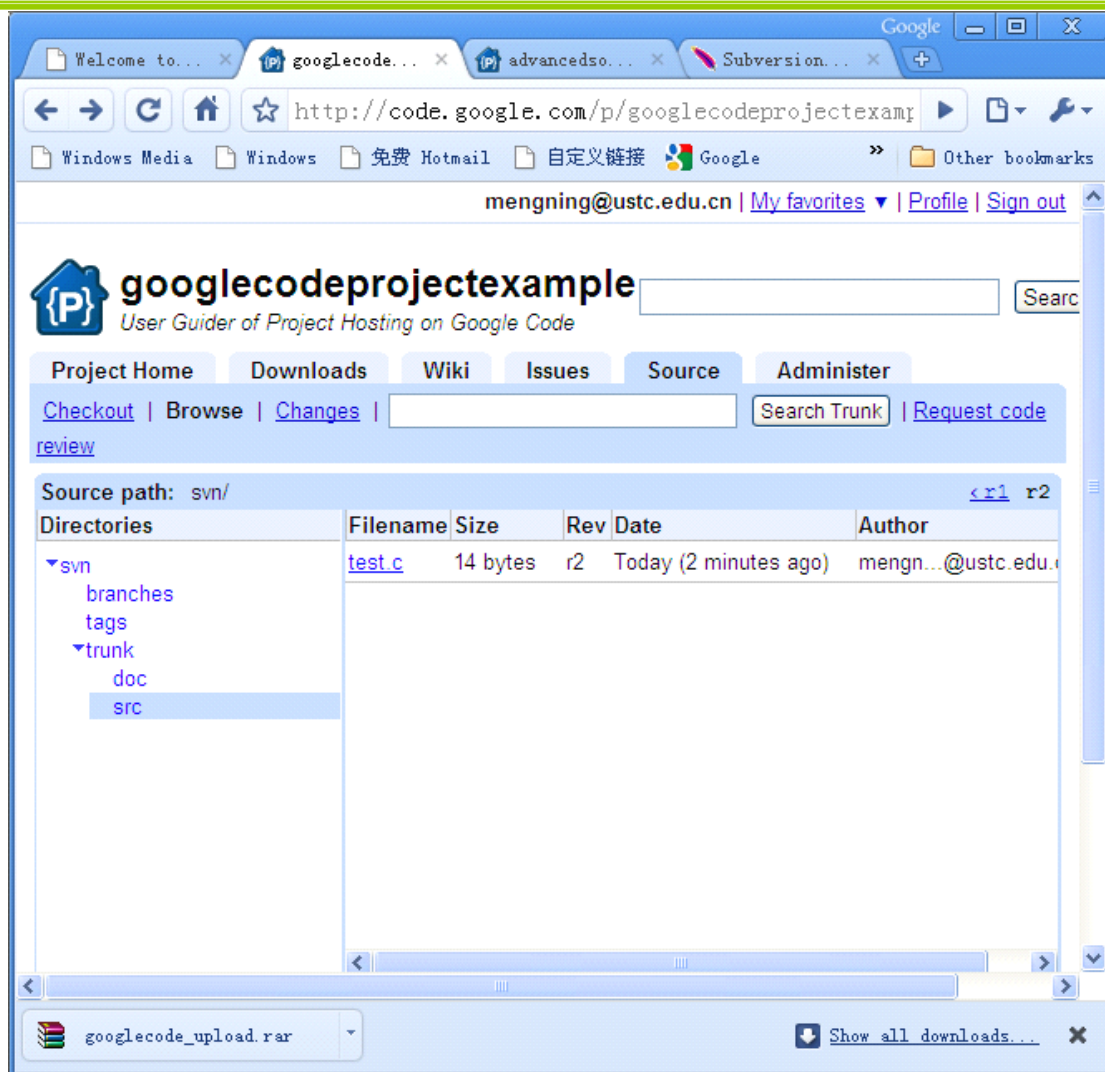 Google
Welcome to... googlecode... advancedso... Subversion...
http://code.google.com/p/googlecodeprojectexamp
Windows Media Windows 免费 Hotmail 自定义链接 Google » Other bookmarks
mengning@ustc.edu.cn | My favorites ▼ | Profile | Sign out
{P} googlecodeprojectexample Searc
User Guider of Project Hosting on Google Code
Project Home Downloads Wiki Issues Source Administer
Checkout | Browse | Changes | Search Trunk | Request code
review
Source path: svn/ ‹r1 r2
Directories Filename Size Rev Date Author
svn test.c 14 bytes r2 Today (2 minutes ago) mengn...@ustc.edu.
branches
tags
trunk
doc
src
googlecode_upload.rar Show all downloads...